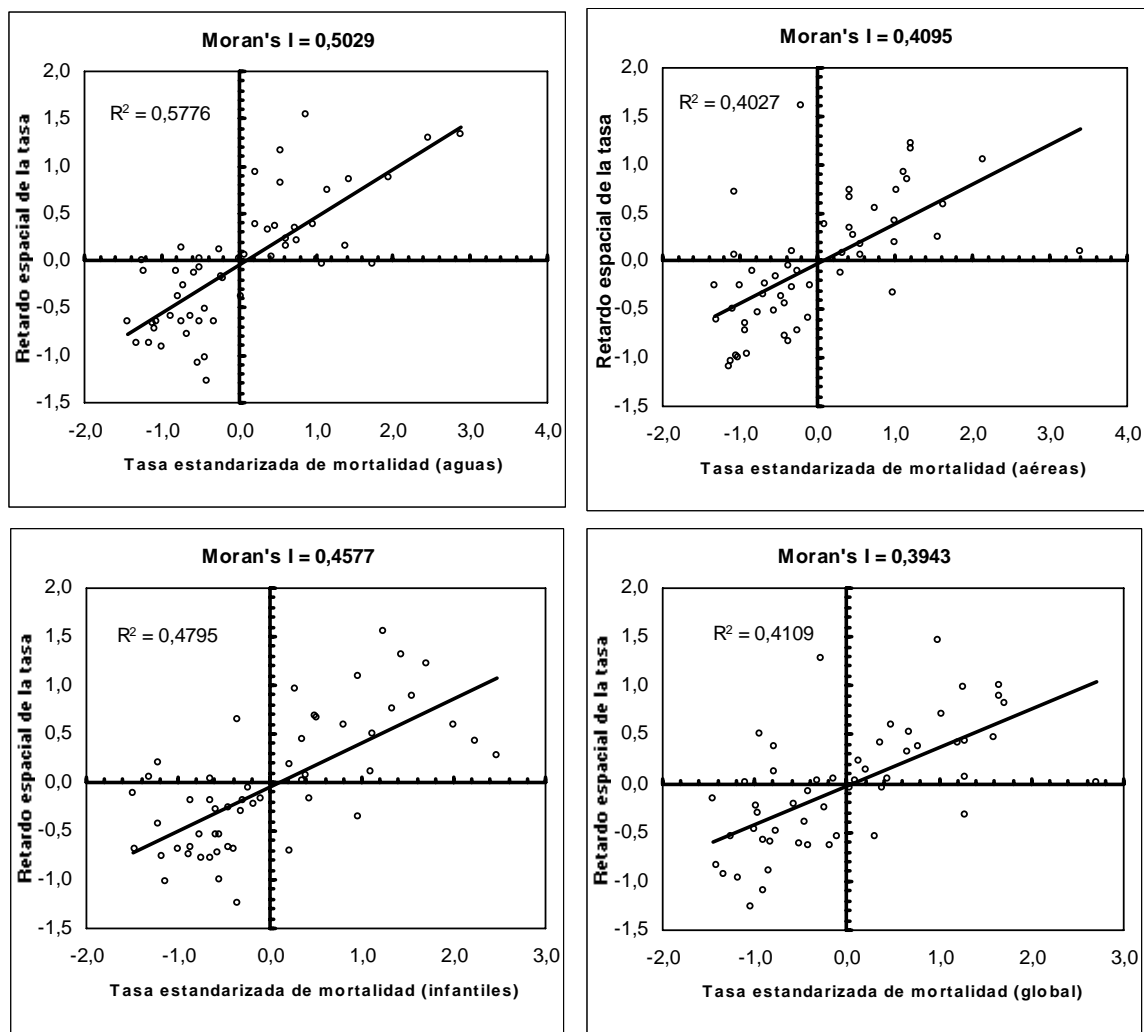 Moran's I = 0,5029
R² = 0,5776
Retardo espacial de la tasa
2,0
1,5
1,0
0,5
0,0
-0,5
-1,0
-1,5
-2,0 -1,0 0,0 1,0 2,0 3,0 4,0
Tasa estandarizada de mortalidad (aguas)
Moran's I = 0,4095
R² = 0,4027
Retardo espacial de la tasa
2,0
1,5
1,0
0,5
0,0
-0,5
-1,0
-1,5
-2,0 -1,0 0,0 1,0 2,0 3,0 4,0
Tasa estandarizada de mortalidad (aéreas)
Moran's I = 0,4577
R² = 0,4795
Retardo espacial de la tasa
2,0
1,5
1,0
0,5
0,0
-0,5
-1,0
-1,5
-2,0 -1,0 0,0 1,0 2,0 3,0
Tasa estandarizada de mortalidad (infantiles)
Moran's I = 0,3943
R² = 0,4109
Retardo espacial de la tasa
2,0
1,5
1,0
0,5
0,0
-0,5
-1,0
-1,5
-2,0 -1,0 0,0 1,0 2,0 3,0
Tasa estandarizada de mortalidad (global)